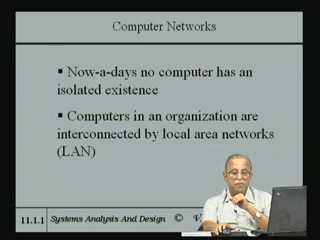 Computer Networks
▪ Now-a-days no computer has an
isolated existence
▪ Computers in an organization are
interconnected by local area networks
(LAN)
11.1.1 Systems Analysis And Design © V